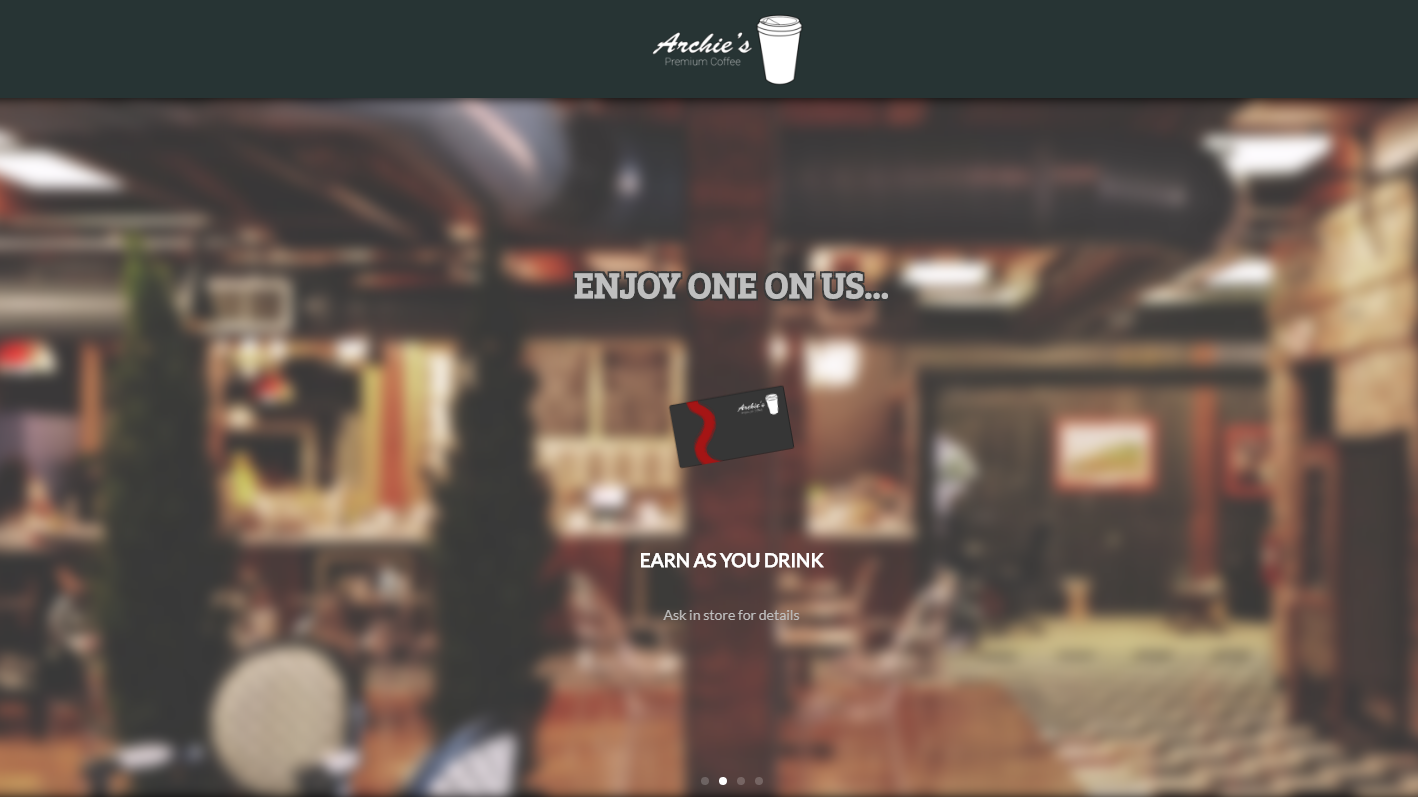 Archie's
Premium Coffee
ENJOY ONE ON US...
Archie's
EARN AS YOU DRINK
Ask in store for details